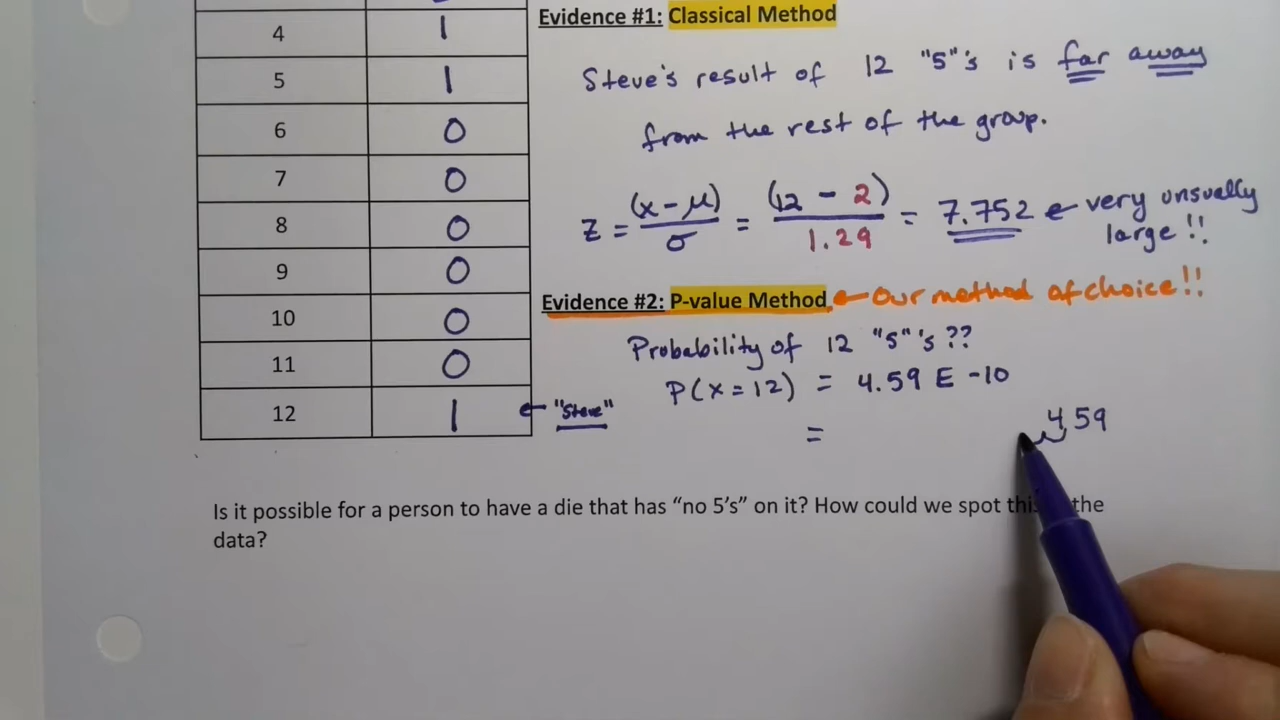 Evidence #1: Classical Method
4 1
5 1
Steve's result of 12 "5"'s is far away
from the rest of the group.
6 0
7 0
8 0
z = (x - μ) / σ = (12 - 2) / 1.29 = 7.752 ← very unsually
large!!
9 0
10 0
Evidence #2: P-value Method ← Our method of choice!!
Probability of 12 "5"'s ??
11 0
P(x = 12) = 4.59 E -10
12 1 ← "Steve"
= 459
Is it possible for a person to have a die that has “no 5’s” on it? How could we spot the
data?